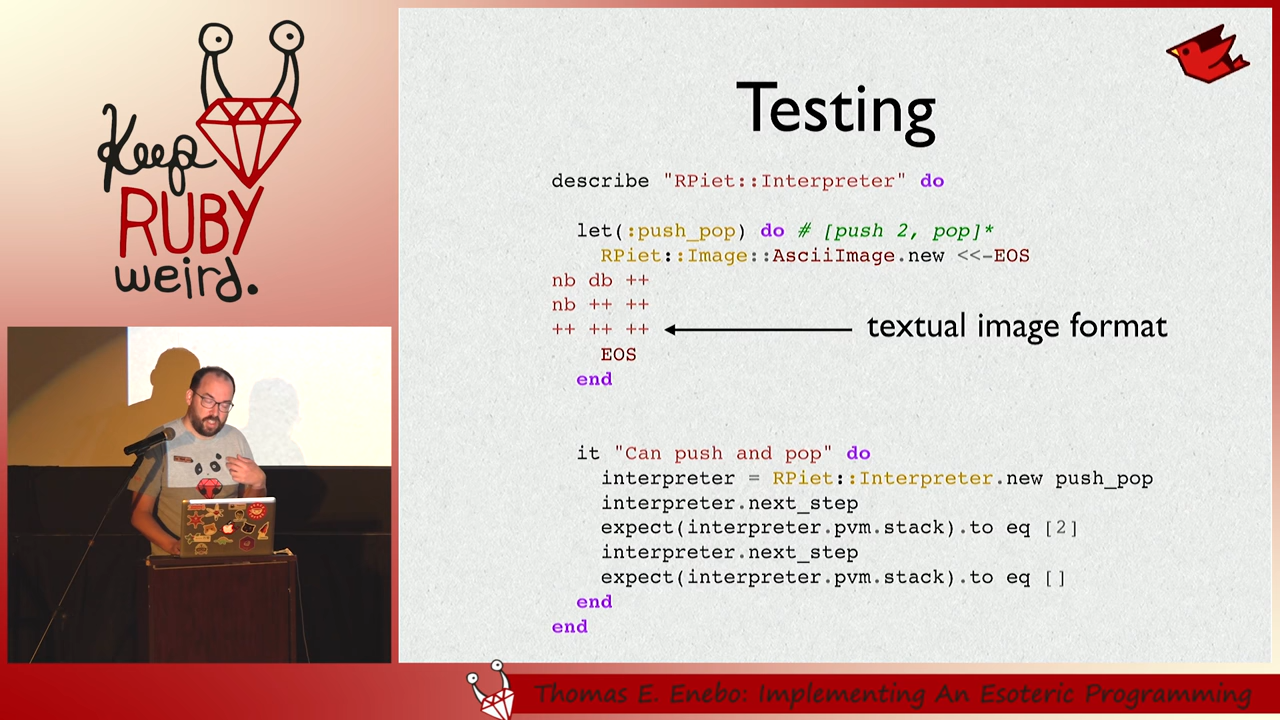 Keep
RUBY
weird.
Testing
describe "RPiet::Interpreter" do
let(:push_pop) do # [push 2, pop]*
RPiet::Image::AsciiImage.new <<-EOS
nb db ++
nb ++ ++
++ ++ ++
textual image format
EOS
end
it "Can push and pop" do
interpreter = RPiet::Interpreter.new push_pop
interpreter.next_step
expect(interpreter.pvm.stack).to eq [2]
interpreter.next_step
expect(interpreter.pvm.stack).to eq []
end
end
Thomas E. Enebo: Implementing An Esoteric Programming